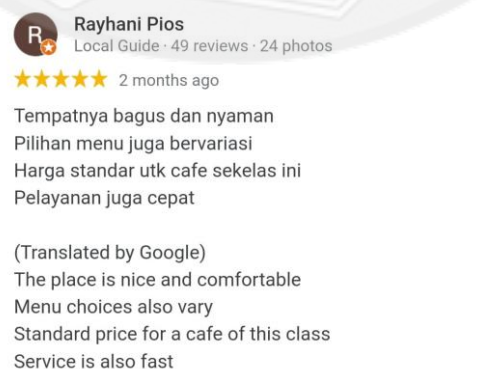 R
Rayhani Pios
Local Guide · 49 reviews · 24 photos
2 months ago
Tempatnya bagus dan nyaman
Pilihan menu juga bervariasi
Harga standar utk cafe sekelas ini
Pelayanan juga cepat
(Translated by Google)
The place is nice and comfortable
Menu choices also vary
Standard price for a cafe of this class
Service is also fast